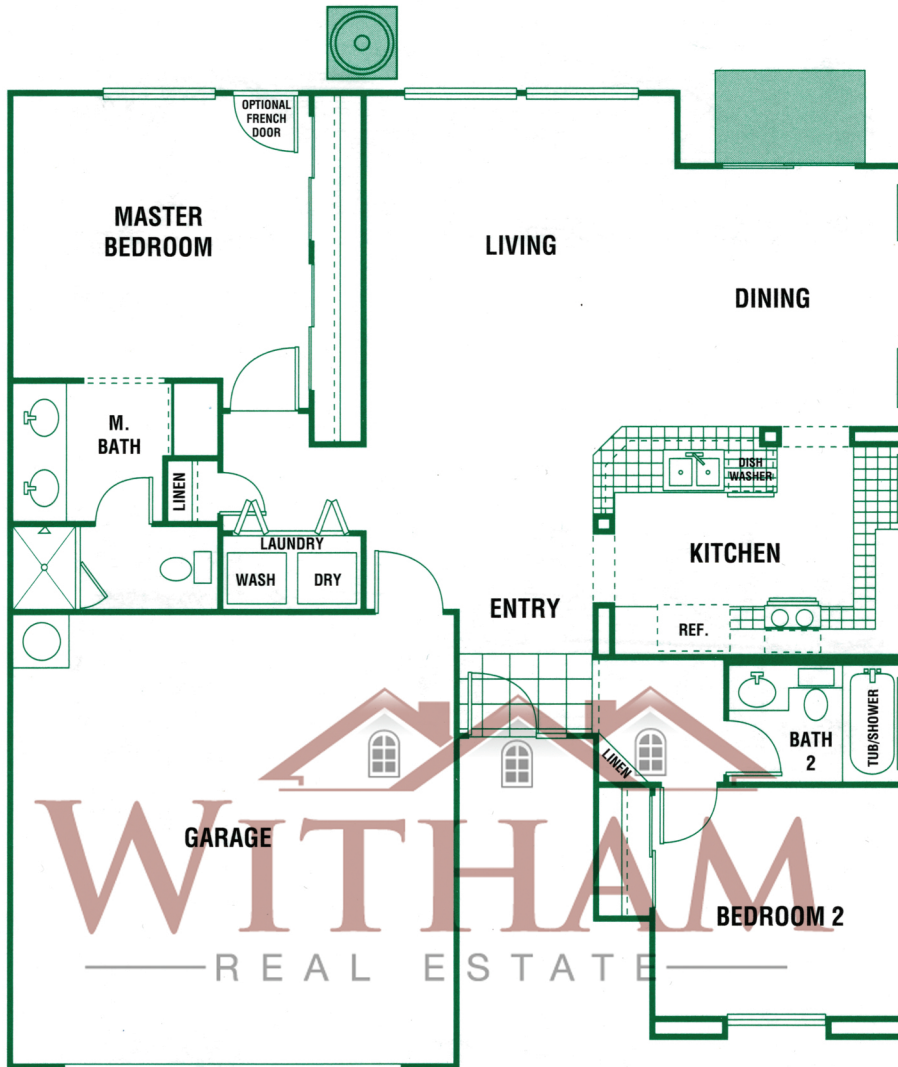 OPTIONAL
FRENCH
DOOR
MASTER
BEDROOM
LIVING
DINING
M.
BATH
LINEN
DISH
WASHER
LAUNDRY
WASH
DRY
KITCHEN
ENTRY
REF.
BATH
2
TUB/SHOWER
LINEN
GARAGE
WITHAM
REAL ESTATE
BEDROOM 2